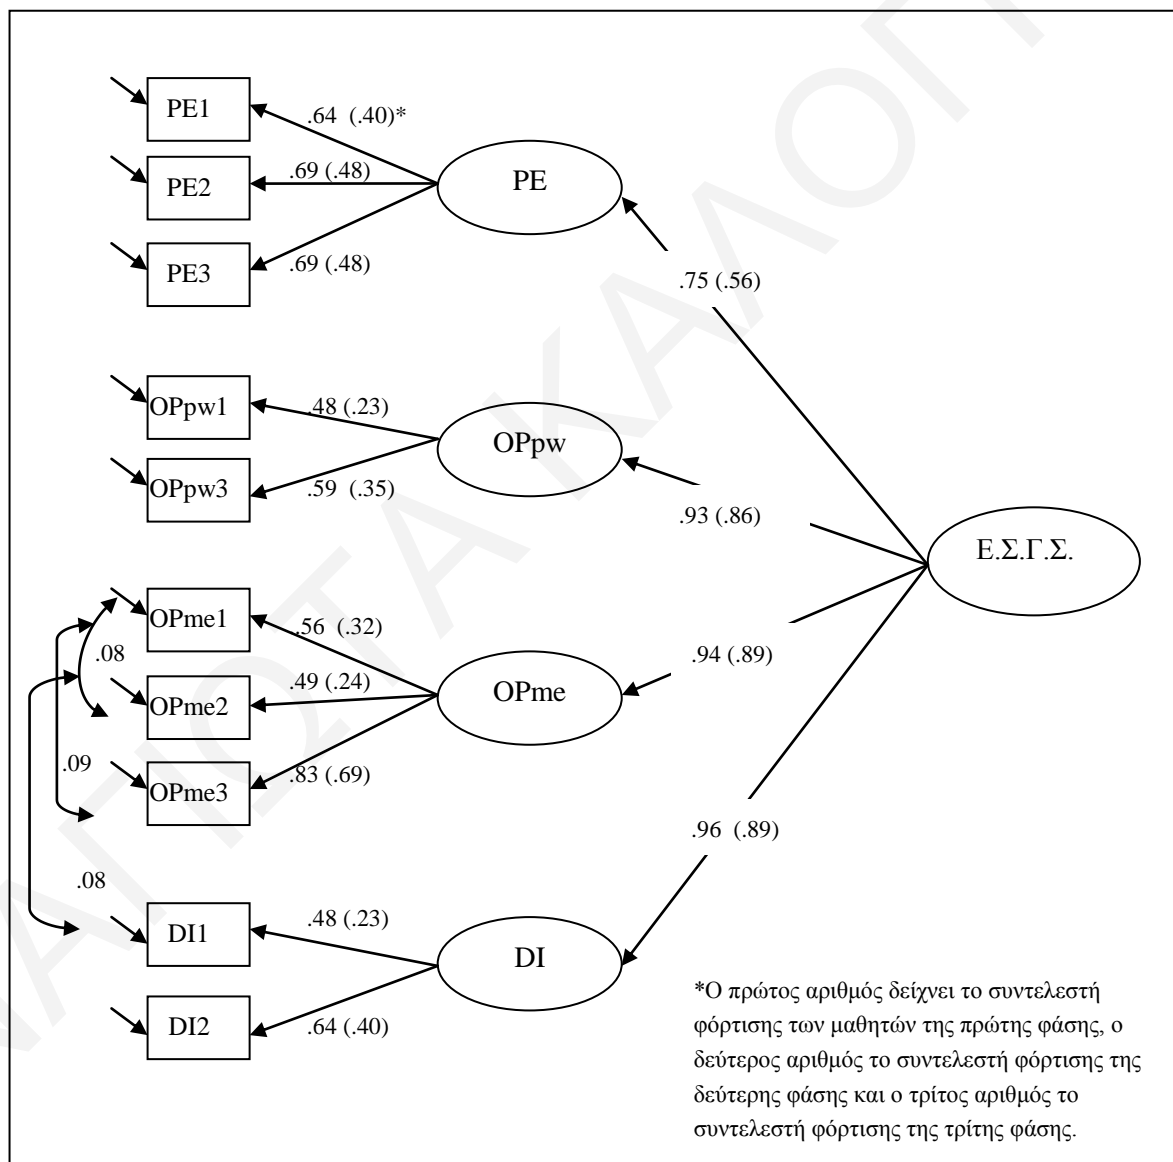 PE1
.64 (.40)*
PE2
.69 (.48)
PE
PE3
.69 (.48)
.75 (.56)
OPpw1
.48 (.23)
OPpw
OPpw3
.59 (.35)
.93 (.86)
Ε.Σ.Γ.Σ.
OPme1
.56 (.32)
.08
.94 (.89)
OPme2
.49 (.24)
OPme
.09
OPme3
.83 (.69)
.96 (.89)
.08
DI1
.48 (.23)
DI
DI2
.64 (.40)
*Ο πρώτος αριθμός δείχνει το συντελεστή
φόρτισης των μαθητών της πρώτης φάσης, ο
δεύτερος αριθμός το συντελεστή φόρτισης της
δεύτερης φάσης και ο τρίτος αριθμός το
συντελεστή φόρτισης της τρίτης φάσης.
ΝΑΓΙΩΤΑ ΚΑΛΟΓ